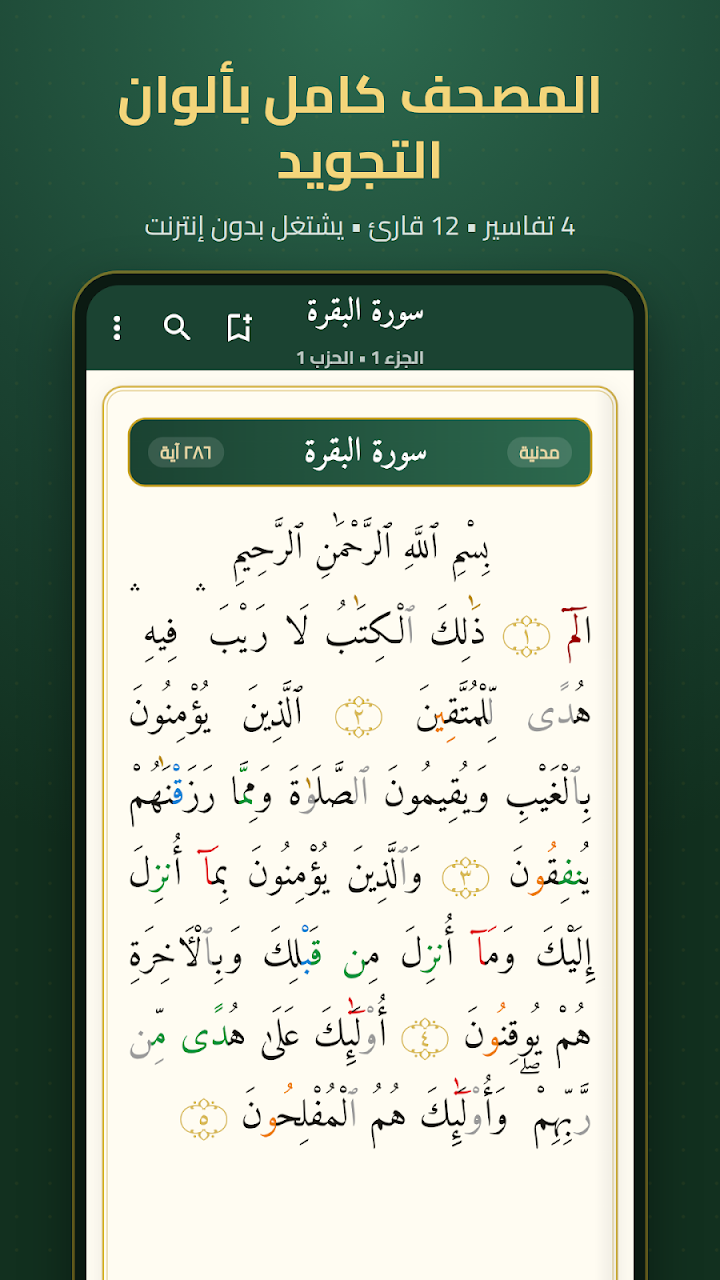 المصحف كامل بألوان
التجويد
4 تفاسير • 12 قارئ • يشتغل بدون إنترنت
سورة البقرة
الجزء 1 • الحزب 1
مدنية
سورة البقرة
٢٨٦ آية
بِسْمِ ٱللَّهِ ٱلرَّحْمَٰنِ ٱلرَّحِيمِ
الٓمٓ ١ ذَٰلِكَ ٱلْكِتَٰبُ لَا رَيْبَ ۛ فِيهِ ۛ
هُدًى لِّلْمُتَّقِينَ ٢ ٱلَّذِينَ يُؤْمِنُونَ
بِٱلْغَيْبِ وَيُقِيمُونَ ٱلصَّلَوٰةَ وَمِمَّا رَزَقْنَٰهُمْ
يُنفِقُونَ ٣ وَٱلَّذِينَ يُؤْمِنُونَ بِمَآ أُنزِلَ
إِلَيْكَ وَمَآ أُنزِلَ مِن قَبْلِكَ وَبِٱلْأَخِرَةِ
هُمْ يُوقِنُونَ ٤ أُو۟لَٰٓئِكَ عَلَىٰ هُدًى مِّن
رَّبِّهِمْ ۖ وَأُو۟لَٰٓئِكَ هُمُ ٱلْمُفْلِحُونَ ٥